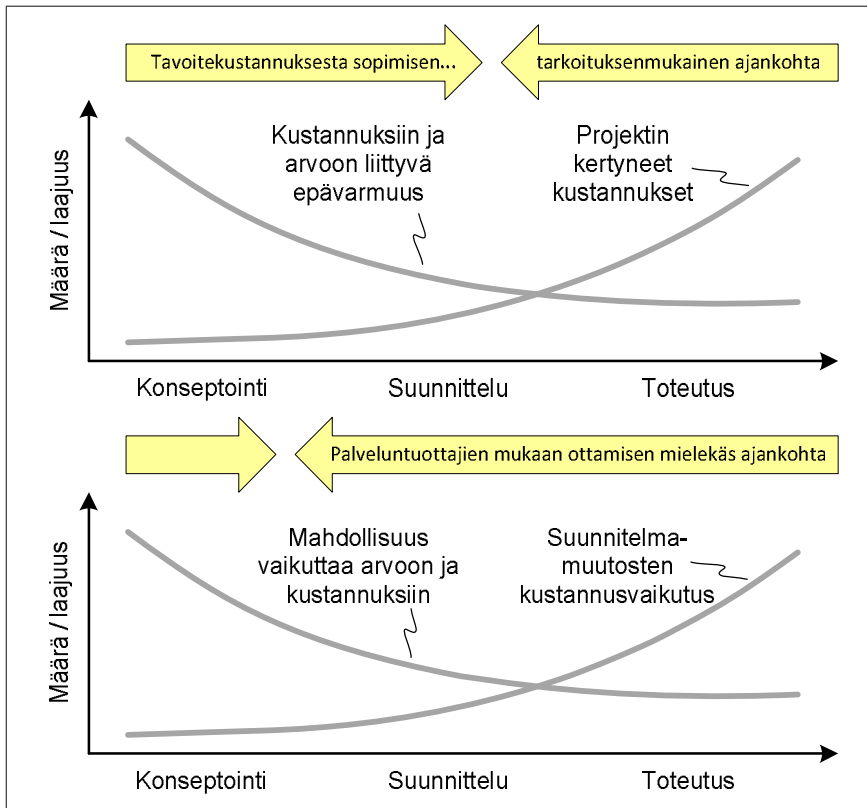 Tavoitekustannuksesta sopimisen...
tarkoituksenmukainen ajankohta
Määrä / laajuus
Kustannuksiin ja
arvoon liittyvä
epävarmuus
Projektin
kertyneet
kustannukset
Konseptointi
Suunnittelu
Toteutus
Palveluntuottajien mukaan ottamisen mielekäs ajankohta
Määrä / laajuus
Mahdollisuus
vaikuttaa arvoon ja
kustannuksiin
Suunnitelma-
muutosten
kustannusvaikutus
Konseptointi
Suunnittelu
Toteutus